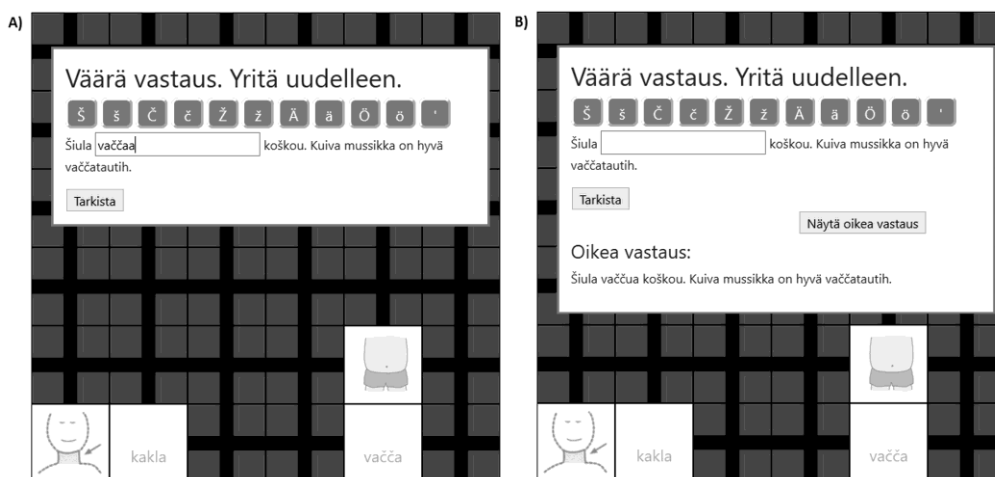 A)
Väärä vastaus. Yritä uudelleen.
Š š Č č Ž ž Ä ä Ö ö '
Šiula vaččaa koškou. Kuiva mussikka on hyvä
vaččatautih.
Tarkista
kakla
vačča
B)
Väärä vastaus. Yritä uudelleen.
Š š Č č Ž ž Ä ä Ö ö '
Šiula koškou. Kuiva mussikka on hyvä
vaččatautih.
Tarkista
Näytä oikea vastaus
Oikea vastaus:
Šiula vaččua koškou. Kuiva mussikka on hyvä vaččatautih.
kakla
vačča